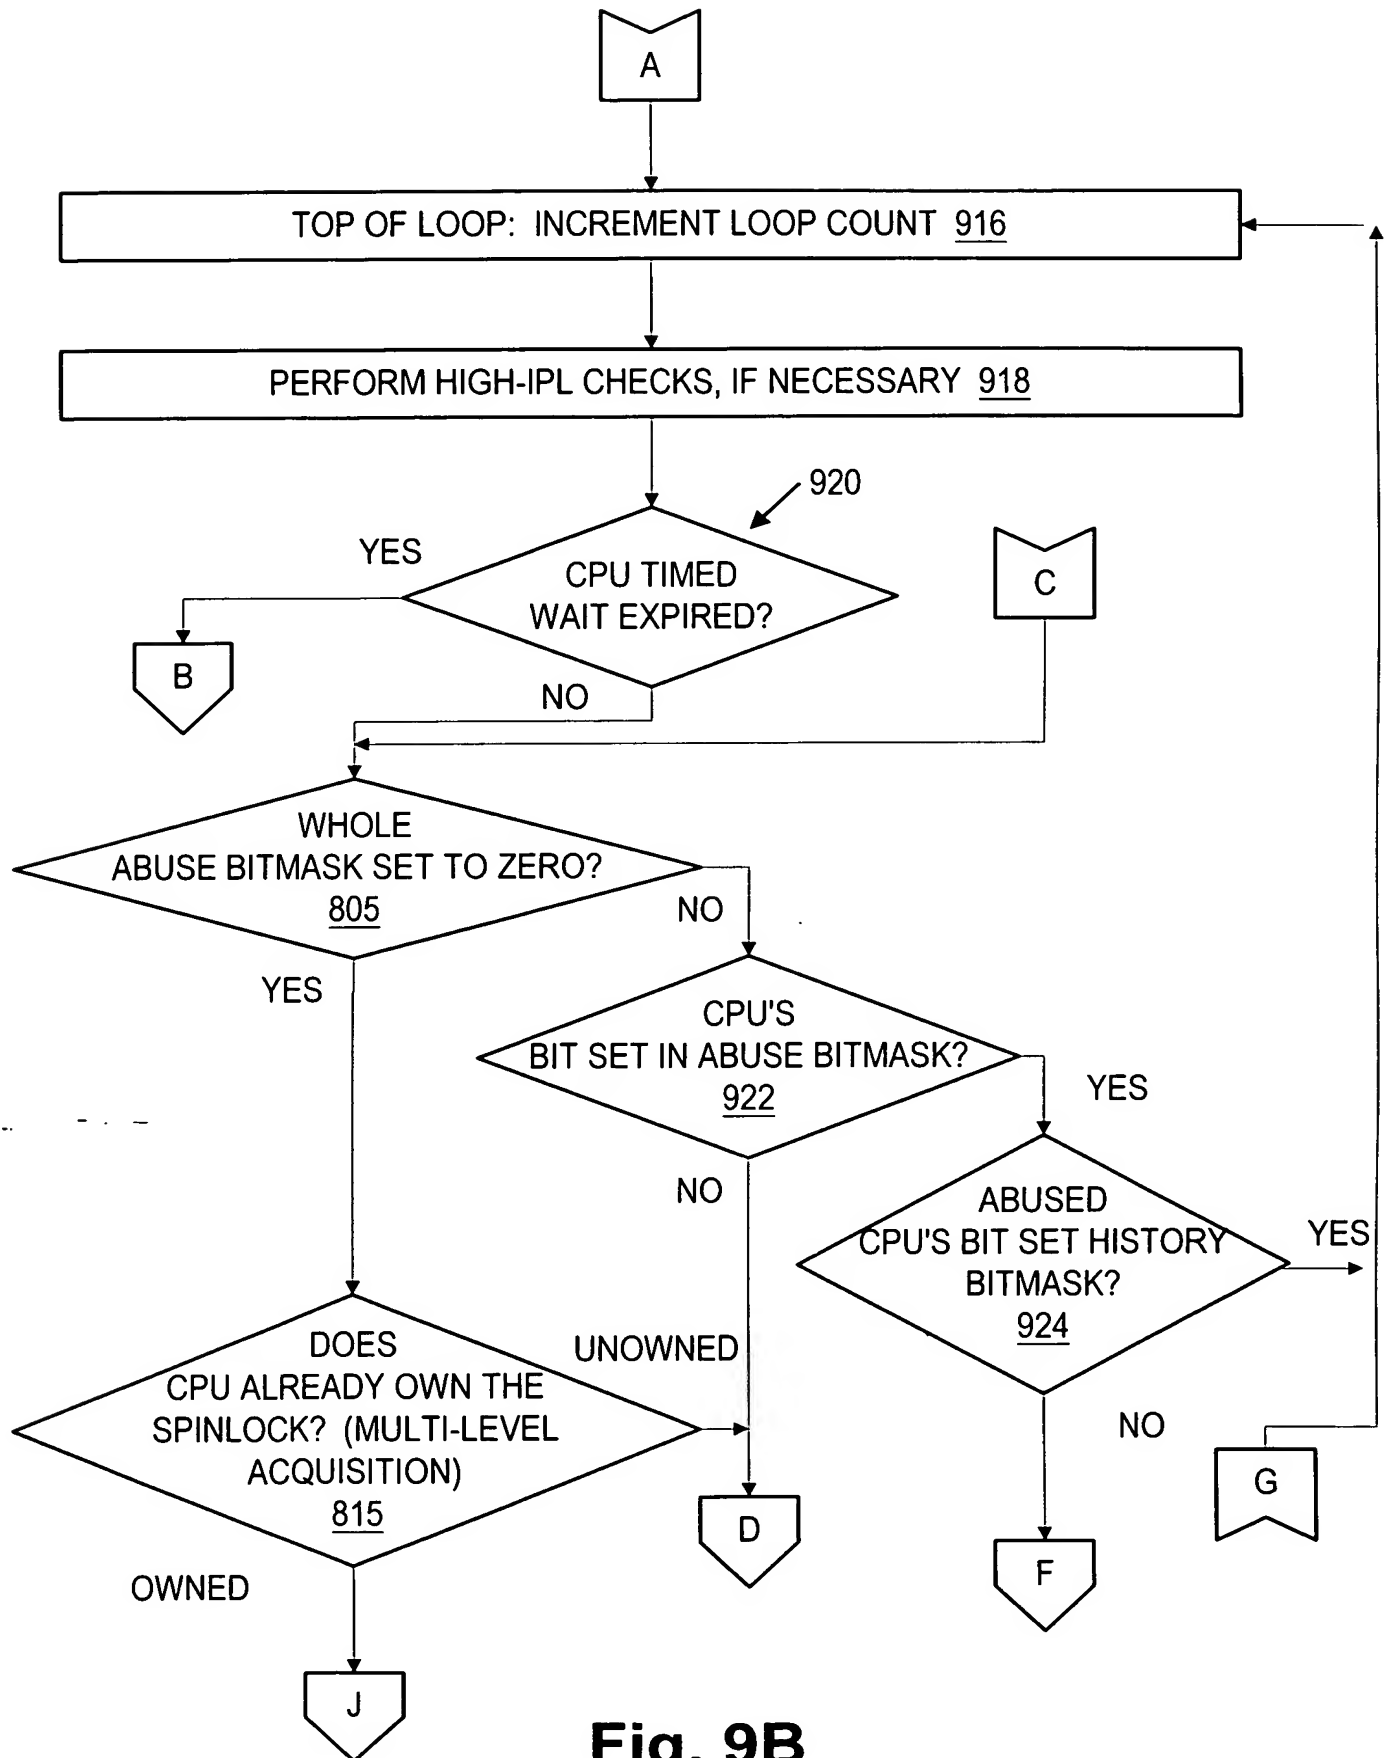 A
TOP OF LOOP: INCREMENT LOOP COUNT 916
PERFORM HIGH-IPL CHECKS, IF NECESSARY 918
920
YES
CPU TIMED
WAIT EXPIRED?
C
B
NO
WHOLE
ABUSE BITMASK SET TO ZERO?
805
NO
YES
CPU'S
BIT SET IN ABUSE BITMASK?
922
YES
NO
ABUSED
CPU'S BIT SET HISTORY
BITMASK?
924
YES
DOES
CPU ALREADY OWN THE
SPINLOCK? (MULTI-LEVEL
ACQUISITION)
815
UNOWNED
NO
G
D
F
OWNED
J
Fig. 9B